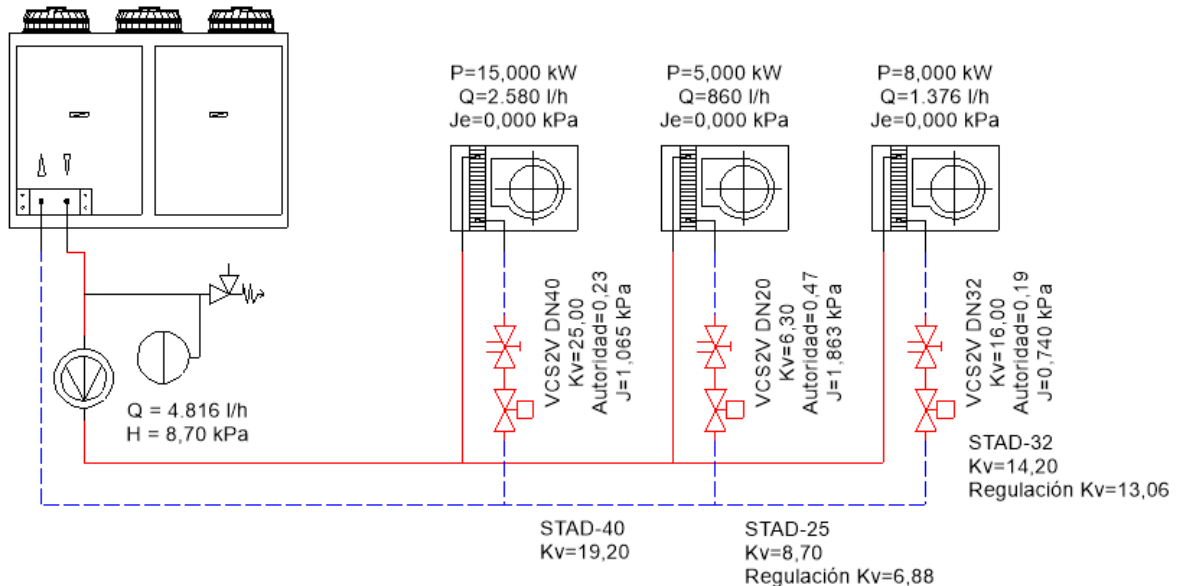 P=15,000 kW
Q=2.580 l/h
Je=0,000 kPa
P=5,000 kW
Q=860 l/h
Je=0,000 kPa
P=8,000 kW
Q=1.376 l/h
Je=0,000 kPa
VCS2V DN40
Kv=25,00
Autoridad=0,23
J=1,065 kPa
VCS2V DN20
Kv=6,30
Autoridad=0,47
J=1,863 kPa
VCS2V DN32
Kv=16,00
Autoridad=0,19
J=0,740 kPa
Q = 4.816 l/h
H = 8,70 kPa
STAD-32
Kv=14,20
Regulación Kv=13,06
STAD-40
Kv=19,20
STAD-25
Kv=8,70
Regulación Kv=6,88